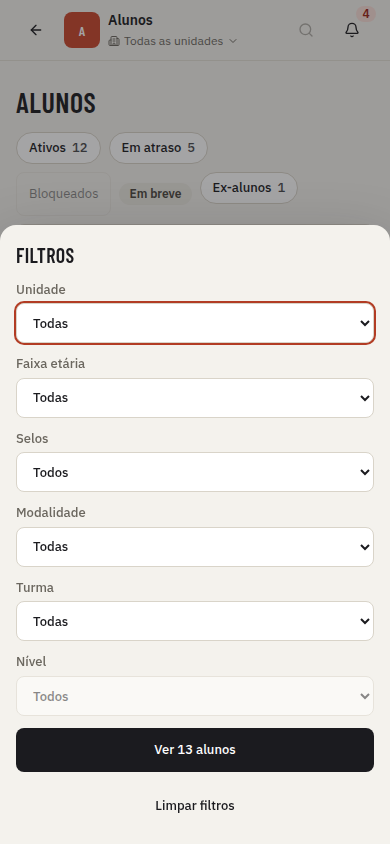 A
Alunos
Todas as unidades
4
ALUNOS
Ativos 12
Em atraso 5
Bloqueados
Em breve
Ex-alunos 1
FILTROS
Unidade
Todas
Faixa etária
Todas
Selos
Todos
Modalidade
Todas
Turma
Todas
Nível
Todos
Ver 13 alunos
Limpar filtros